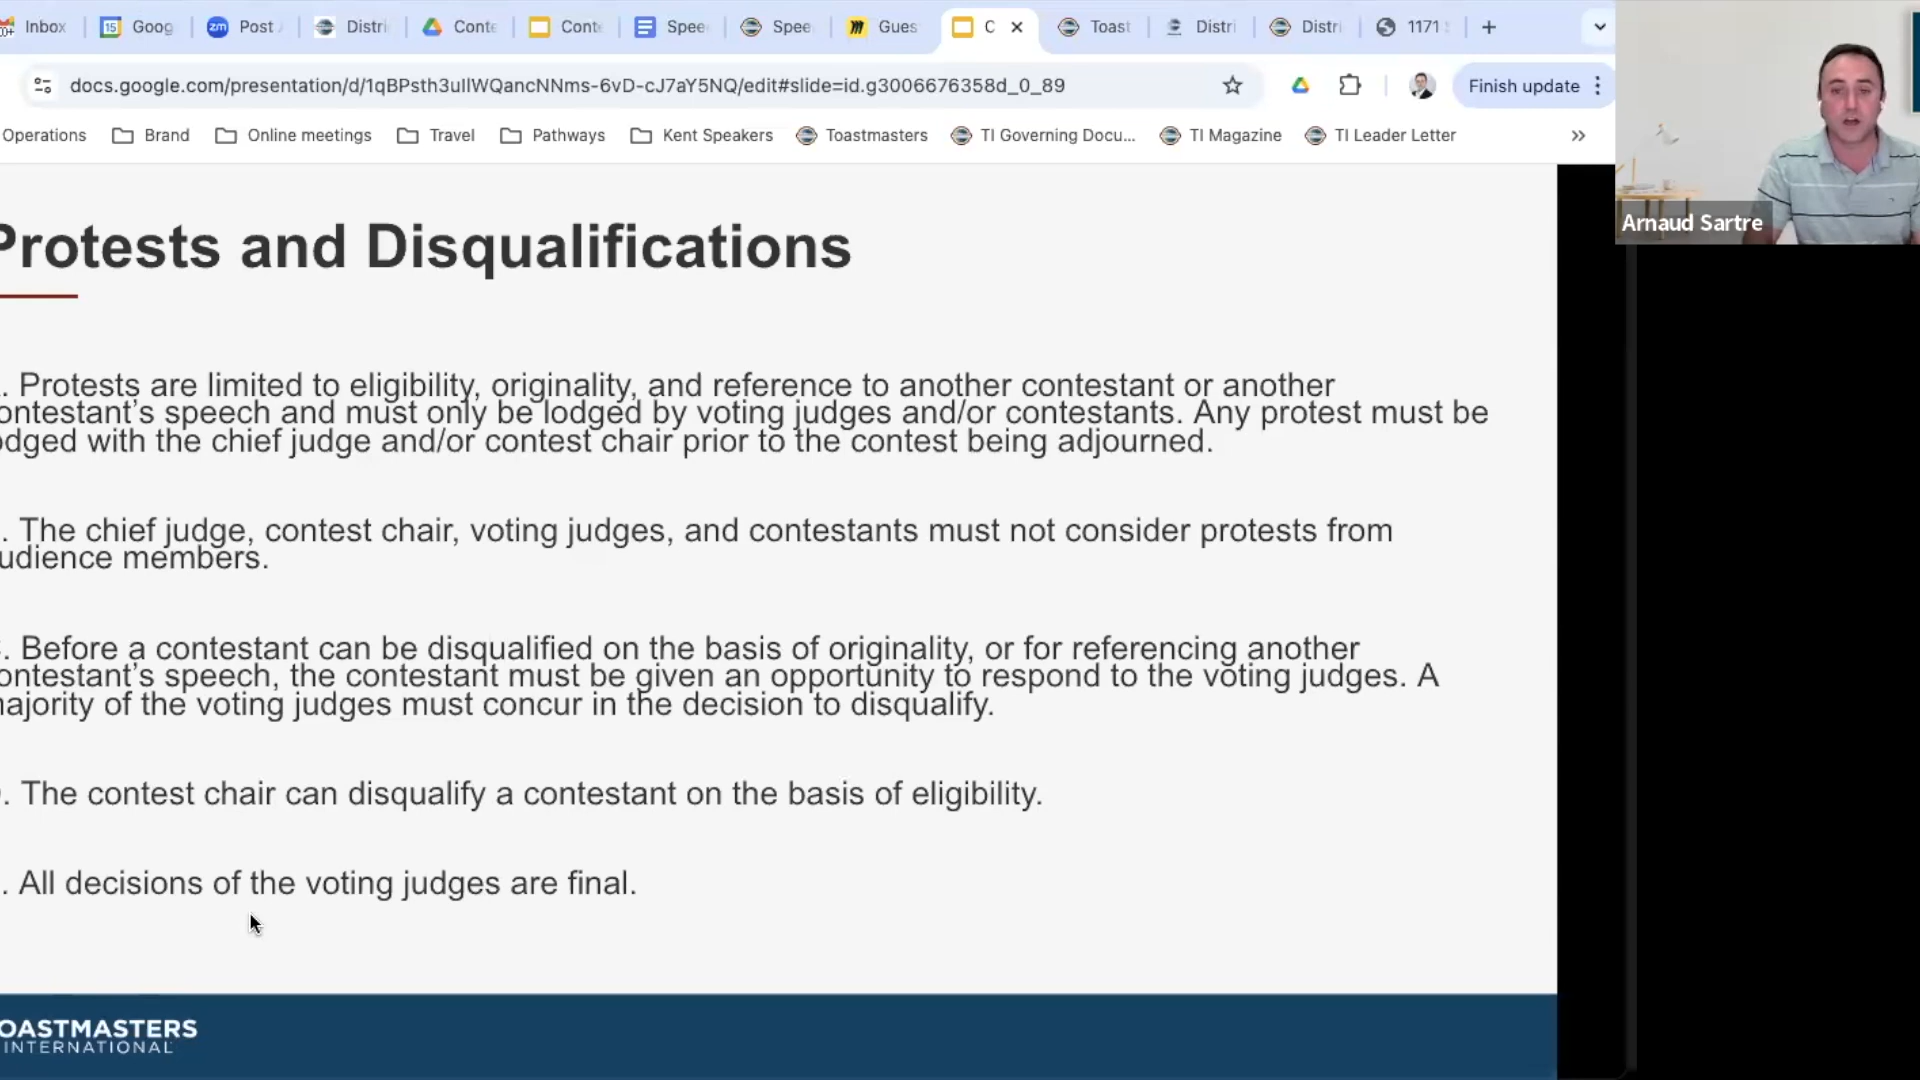 Inbox Goog Post Distri Conte Conte Spee Spee Gues C Toast Distri Distri 1171
docs.google.com/presentation/d/1qBPsth3uIlWQancNNms-6vD-cJ7aY5NQ/edit#slide=id.g3006676358d_0_89 Finish update
Operations Brand Online meetings Travel Pathways Kent Speakers Toastmasters TI Governing Docu... TI Magazine TI Leader Letter
Arnaud Sartre
Protests and Disqualifications
. Protests are limited to eligibility, originality, and reference to another contestant or another
ontestant’s speech and must only be lodged by voting judges and/or contestants. Any protest must be
odged with the chief judge and/or contest chair prior to the contest being adjourned.
. The chief judge, contest chair, voting judges, and contestants must not consider protests from
udience members.
. Before a contestant can be disqualified on the basis of originality, or for referencing another
ontestant’s speech, the contestant must be given an opportunity to respond to the voting judges. A
ajority of the voting judges must concur in the decision to disqualify.
. The contest chair can disqualify a contestant on the basis of eligibility.
. All decisions of the voting judges are final.
OASTMASTERS
INTERNATIONAL